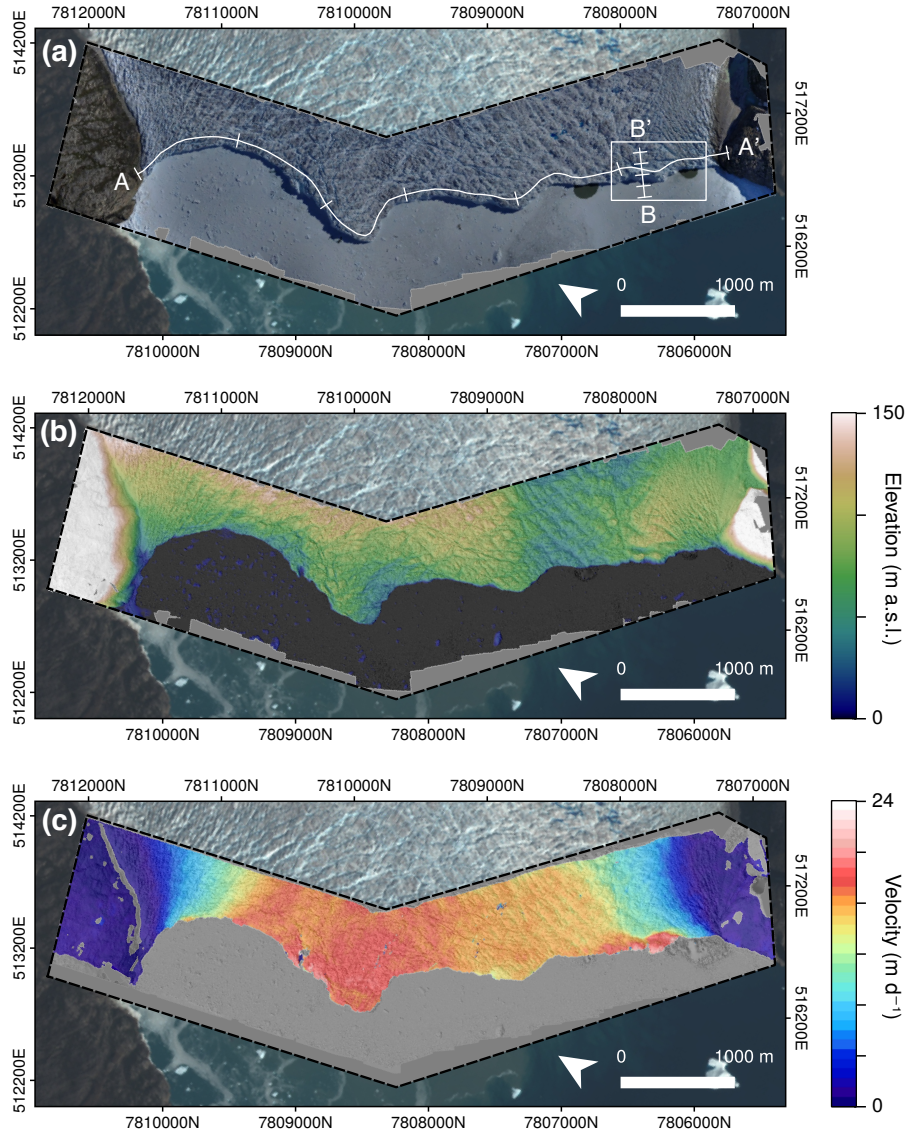 7812000N 7811000N 7810000N 7809000N 7808000N 7807000N
(a)
514200E
513200E
512200E
517200E
516200E
A
B'
A'
B
0 1000 m
7810000N 7809000N 7808000N 7807000N 7806000N
7812000N 7811000N 7810000N 7809000N 7808000N 7807000N
(b)
514200E
513200E
512200E
517200E
516200E
0 1000 m
7810000N 7809000N 7808000N 7807000N 7806000N
150
Elevation (m a.s.l.)
0
7812000N 7811000N 7810000N 7809000N 7808000N 7807000N
(c)
514200E
513200E
512200E
517200E
516200E
0 1000 m
7810000N 7809000N 7808000N 7807000N 7806000N
24
Velocity (m d⁻¹)
0